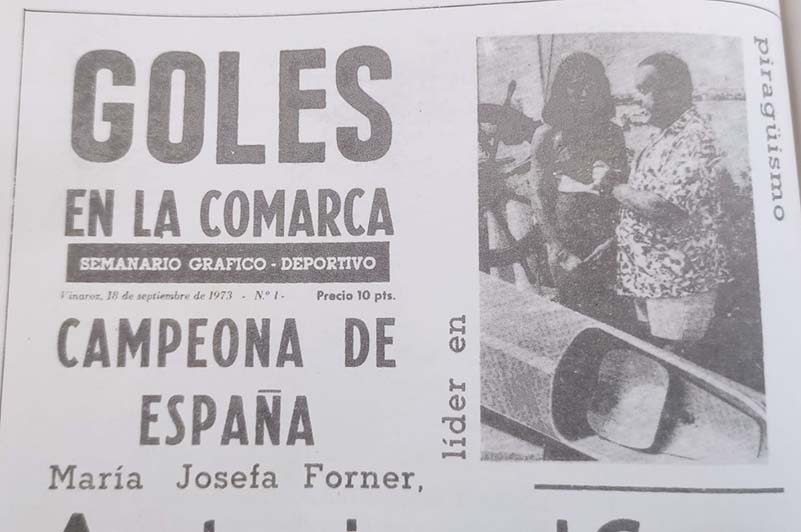 GOLES
EN LA COMARCA
SEMANARIO GRAFICO - DEPORTIVO
Vinaroz, 18 de septiembre de 1973 - N.º 1 - Precio 10 pts.
CAMPEONA DE
ESPAÑA
María Josefa Forner,
líder en
piragüismo